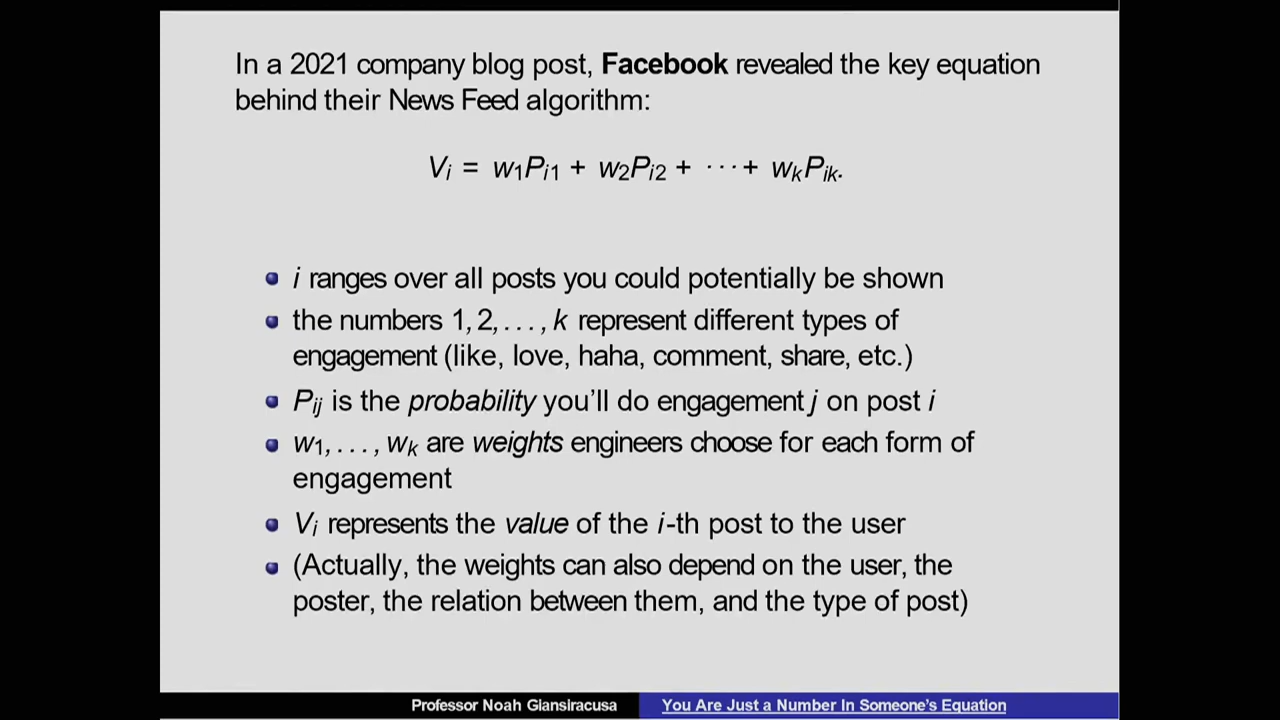 In a 2021 company blog post, Facebook revealed the key equation
behind their News Feed algorithm:
Vi = w1Pi1 + w2Pi2 + ··· + wkPik.
i ranges over all posts you could potentially be shown
the numbers 1, 2, . . . , k represent different types of
engagement (like, love, haha, comment, share, etc.)
Pij is the probability you'll do engagement j on post i
w1, . . . , wk are weights engineers choose for each form of
engagement
Vi represents the value of the i-th post to the user
(Actually, the weights can also depend on the user, the
poster, the relation between them, and the type of post)
Professor Noah Giansiracusa
You Are Just a Number In Someone's Equation